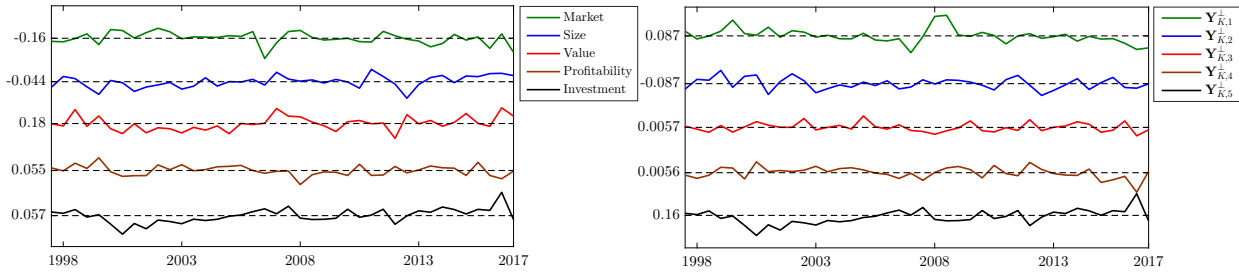 -0.16
-0.044
0.18
0.055
0.057
1998 2003 2008 2013 2017
Market
Size
Value
Profitability
Investment
0.087
-0.087
0.0057
0.0056
0.16
1998 2003 2008 2013 2017
Y⊥K,1
Y⊥K,2
Y⊥K,3
Y⊥K,4
Y⊥K,5